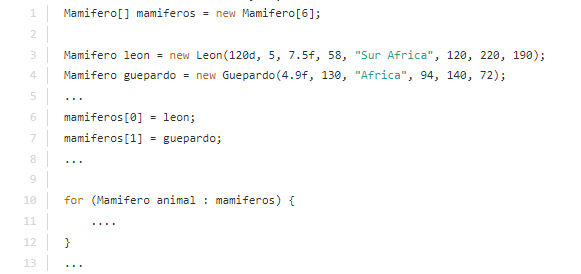 1 Mamifero[] mamiferos = new Mamifero[6];
2
3 Mamifero leon = new Leon(120d, 5, 7.5f, 58, "Sur Africa", 120, 220, 190);
4 Mamifero guepardo = new Guepardo(4.9f, 130, "Africa", 94, 140, 72);
5 ...
6 mamiferos[0] = leon;
7 mamiferos[1] = guepardo;
8 ...
9
10 for (Mamifero animal : mamiferos) {
11     ....
12 }
13 ...